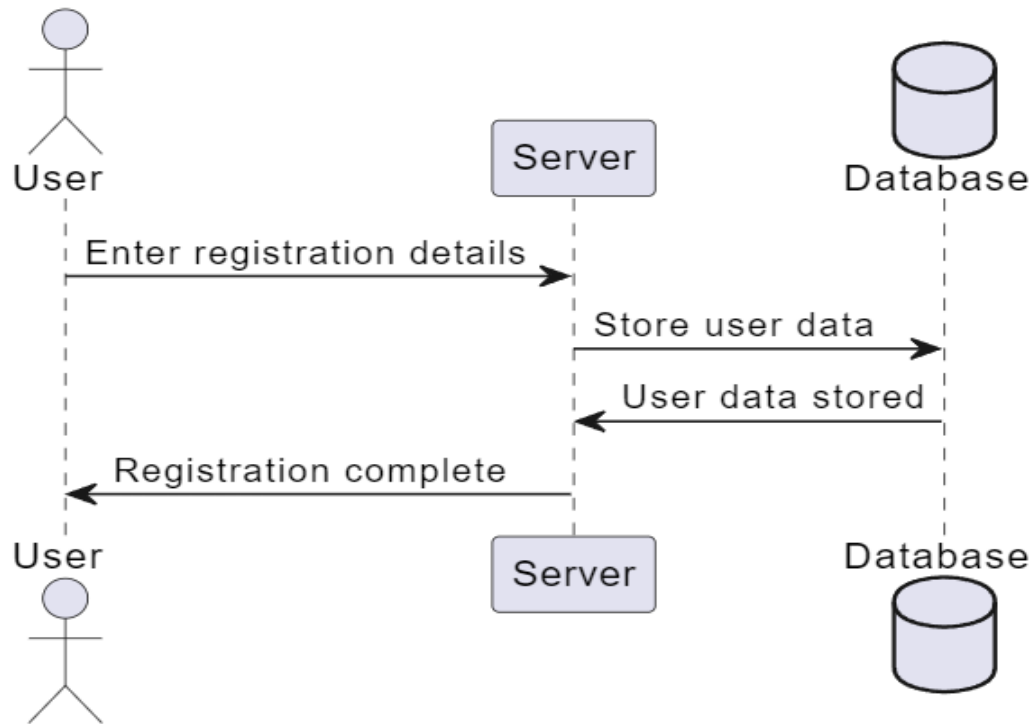 Server
User
Database
Enter registration details
Store user data
User data stored
Registration complete
User
Database
Server